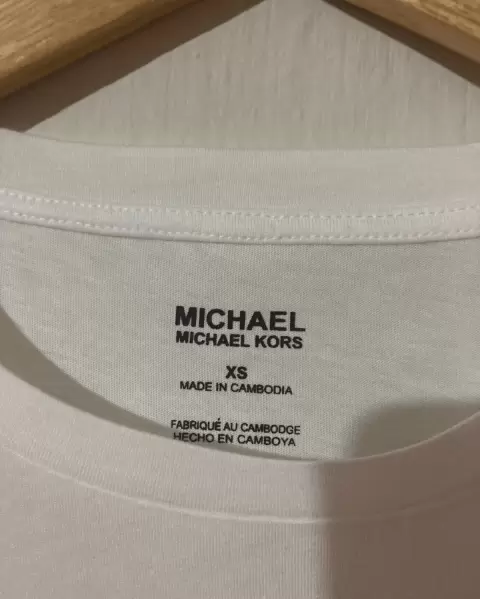 MICHAEL
MICHAEL KORS
XS
MADE IN CAMBODIA
FABRIQUÉ AU CAMBODGE
HECHO EN CAMBOYA